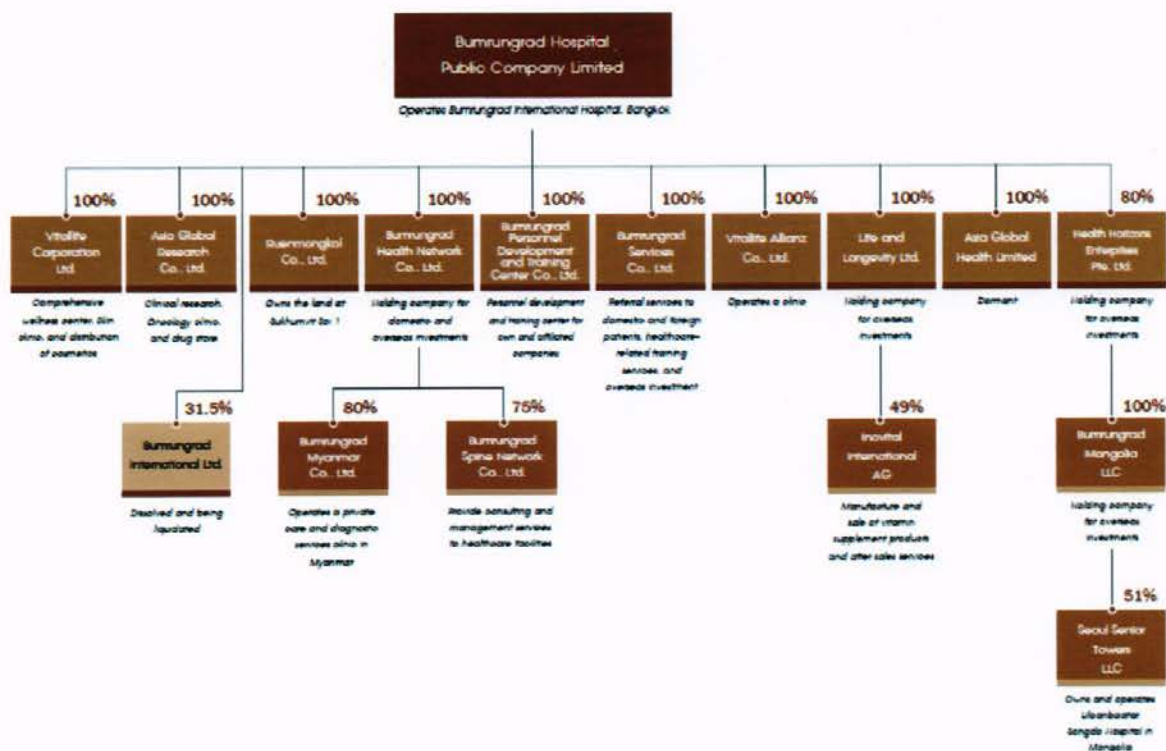 Bumrungrad Hospital
Public Company Limited
Operates Bumrungrad International Hospital, Bangkok
100%
Vitallife
Corporation
Ltd.
Comprehensive
wellness center, Skin
clinic, and distribution
of cosmetics
100%
Asia Global
Research
Co., Ltd.
Clinical research,
Oncology clinic,
and drug store
100%
Ruenmongkol
Co., Ltd.
Owns the land at
Sukhumvit Soi 1
100%
Bumrungrad
Health Network
Co., Ltd.
Holding company for
domestic and
overseas investments
100%
Bumrungrad
Personnel
Development
and Training
Center Co., Ltd.
Personnel development
and training center for
own and affiliated
companies
100%
Bumrungrad
Services
Co., Ltd.
Referral services to
domestic and foreign
patients, healthcare-
related training
services, and
overseas investment
100%
Vitallife Allianz
Co., Ltd.
Operates a clinic
100%
Life and
Longevity Ltd.
Holding company
for overseas
investments
100%
Asia Global
Health Limited
Dormant
80%
Health Horizons
Enterprises
Pte. Ltd.
Holding company
for overseas
investments
31.5%
Bumrungrad
International Ltd.
Dissolved and being
liquidated
80%
Bumrungrad
Myanmar
Co., Ltd.
Operates a private
care and diagnostic
services clinic in
Myanmar
75%
Bumrungrad
Spine Network
Co., Ltd.
Provide consulting and
management services
to healthcare facilities
49%
Inovital
International
AG
Manufacture and
sale of vitamin
supplement products
and after sales services
100%
Bumrungrad
Mongolia
LLC
Holding company
for overseas
investments
51%
Seoul Senior
Towers
LLC
Owns and operates
Ulaanbaatar
Songdo Hospital in
Mongolia